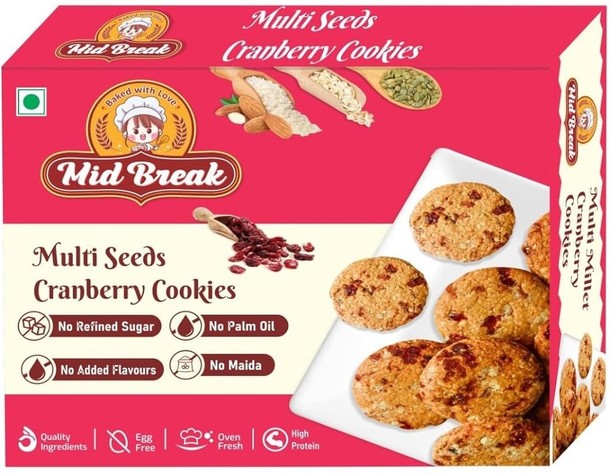 Multi Seeds
Cranberry Cookies
Mid Break
Baked with Love
Mid Break
Multi Seeds
Cranberry Cookies
No Refined Sugar
No Palm Oil
No Added Flavours
No Maida
Quality
Ingredients
Egg
Free
Oven
Fresh
High
Protein
Mid Break
Multi Millet
Cranberry
Cookies